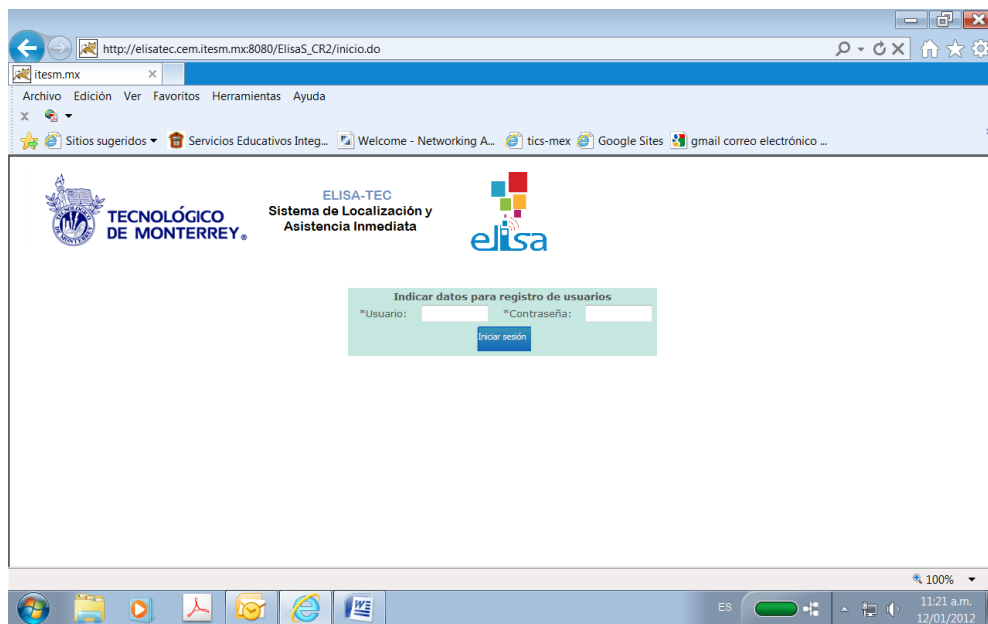 http://elisatec.cem.itesm.mx:8080/ElisaS_CR2/inicio.do
itesm.mx
Archivo Edición Ver Favoritos Herramientas Ayuda
x
Sitios sugeridos Servicios Educativos Integ... Welcome - Networking A... tics-mex Google Sites gmail correo electrónico ...
TECNOLÓGICO
DE MONTERREY®
ELISA-TEC
Sistema de Localización y
Asistencia Inmediata
elisa
Indicar datos para registro de usuarios
*Usuario: *Contraseña:
Iniciar sesión
100%
ES
11:21 a.m.
12/01/2012